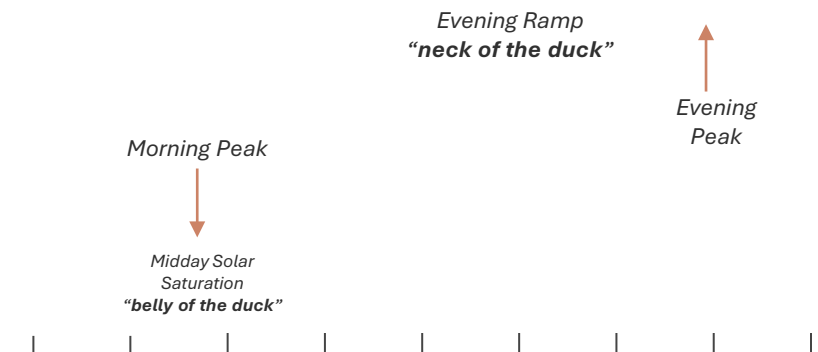 Evening Ramp
“neck of the duck”
Evening
Peak
Morning Peak
Midday Solar
Saturation
“belly of the duck”